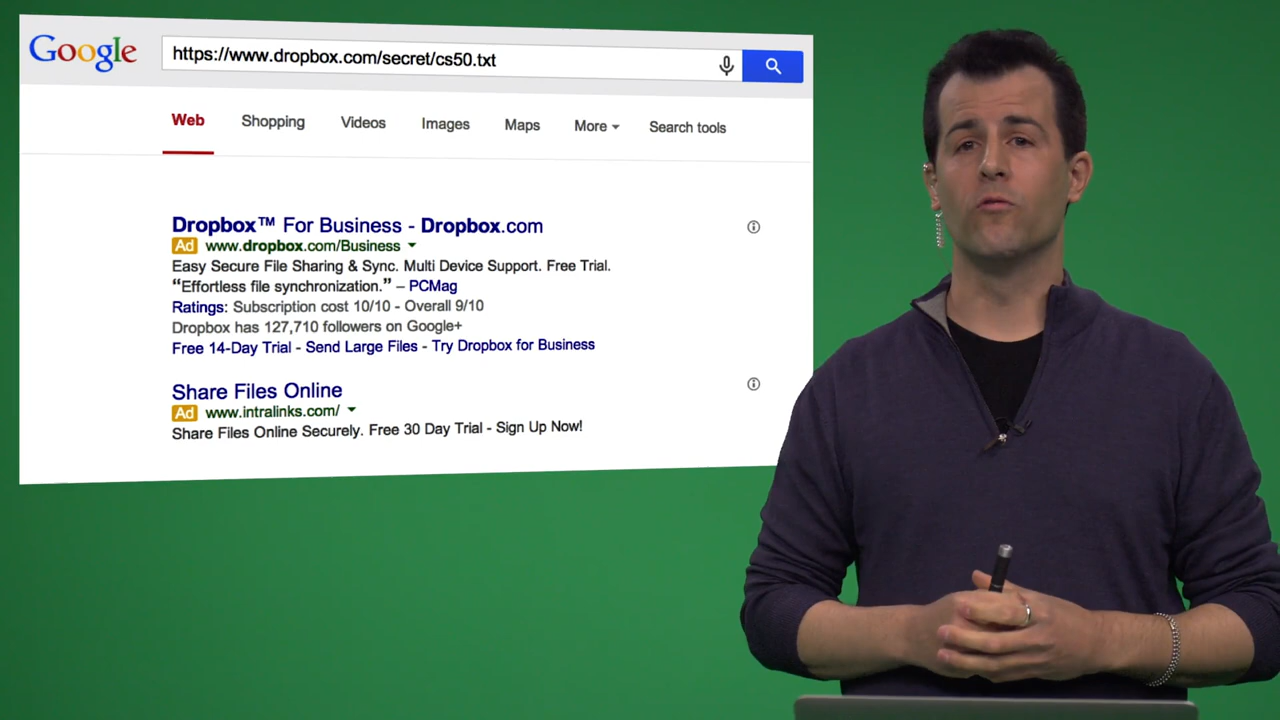 Google
https://www.dropbox.com/secret/cs50.txt
Web Shopping Videos Images Maps More Search tools
Dropbox™ For Business - Dropbox.com
Ad www.dropbox.com/Business
Easy Secure File Sharing & Sync. Multi Device Support. Free Trial.
“Effortless file synchronization.” – PCMag
Ratings: Subscription cost 10/10 - Overall 9/10
Dropbox has 127,710 followers on Google+
Free 14-Day Trial - Send Large Files - Try Dropbox for Business
Share Files Online
Ad www.intralinks.com/
Share Files Online Securely. Free 30 Day Trial - Sign Up Now!